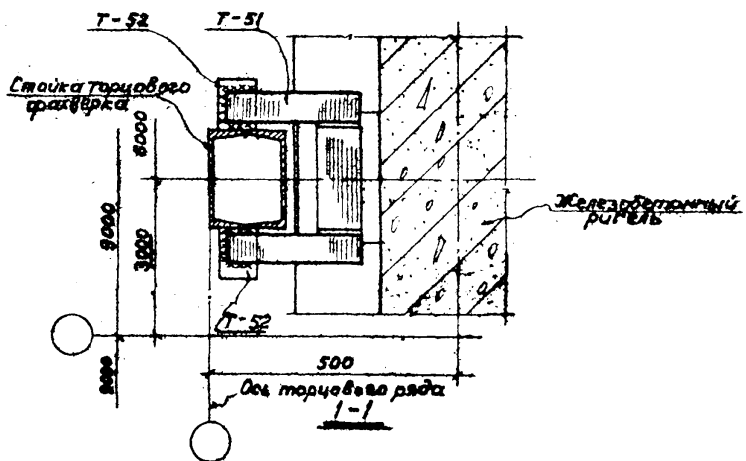 Т-52
Т-51
Стойка торцового
фахверка
6000
9000
3000
Железобетонный
ригель
Т-52
500
Ось торцового ряда
1-1